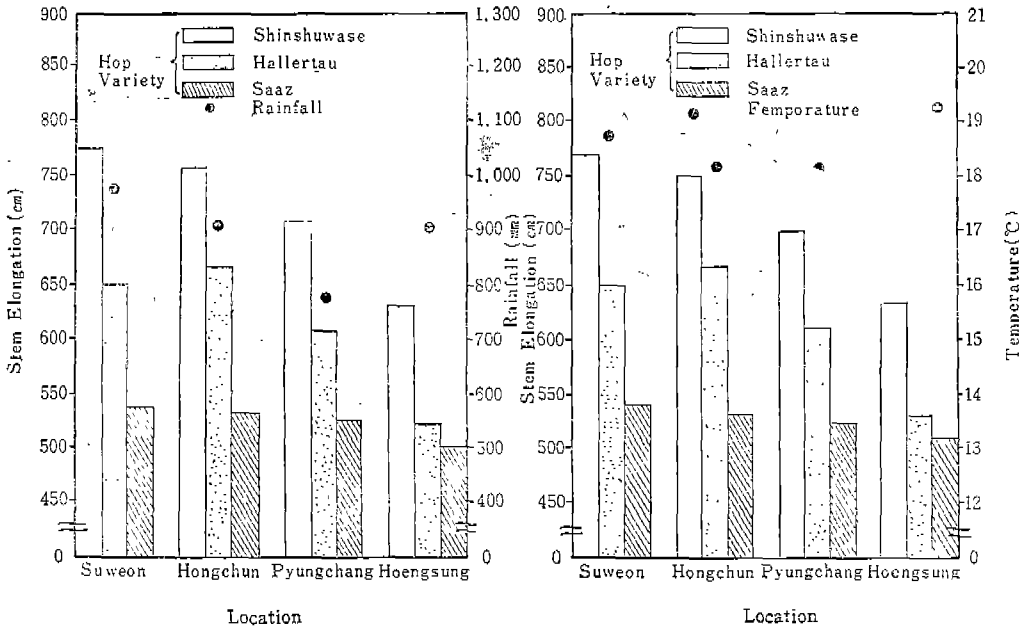 900
850
800
750
700
650
600
550
500
450
0
Stem Elongation (cm)
Hop
Variety
Shinshuwase
Hallertau
Saaz
Rainfall
1,300
1,200
1,100
1,000
900
800
700
600
500
400
0
Rainfall (mm)
Suweon Hongchun Pyungchang Hoengsung
Location
900
850
800
750
700
650
600
550
500
450
0
Stem Elongation (cm)
Hop
Variety
Shinshuwase
Hallertau
Saaz
Femporature
21
20
19
18
17
16
15
14
13
12
0
Temperature(℃)
Suweon Hongchun Pyungchang Hoengsung
Location